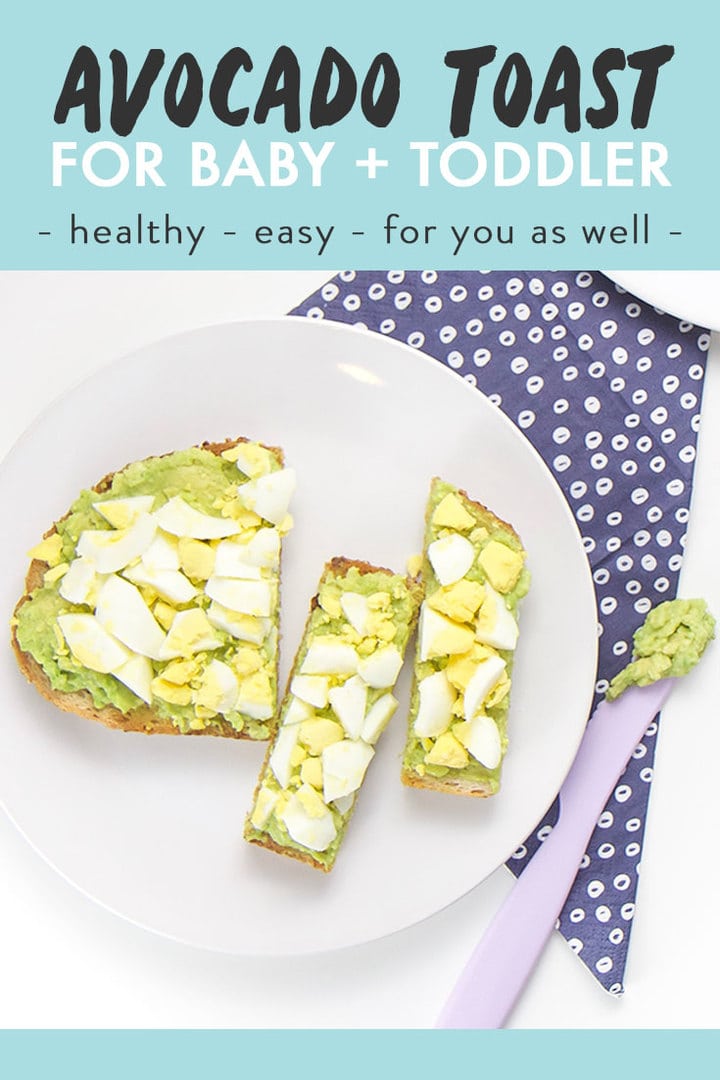 AVOCADO TOAST
FOR BABY + TODDLER
- healthy - easy - for you as well -